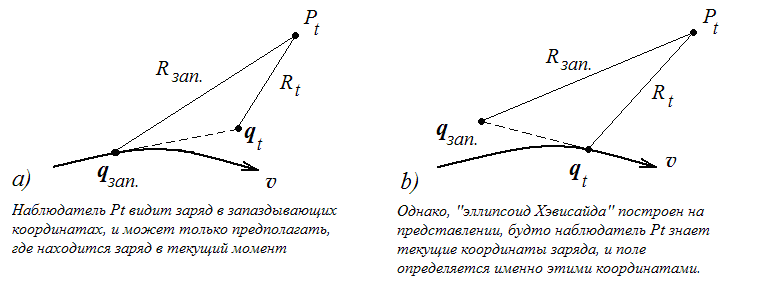 P t
R зап.
R t
q t
q зап.
v
а)
Наблюдатель Pt видит заряд в запаздывающих
координатах, и может только предполагать,
где находится заряд в текущий момент
P t
R зап.
R t
q зап.
q t
v
b)
Однако, "эллипсоид Хэвисайда" построен на
представлении, будто наблюдатель Pt знает
текущие координаты заряда, и поле
определяется именно этими координатами.